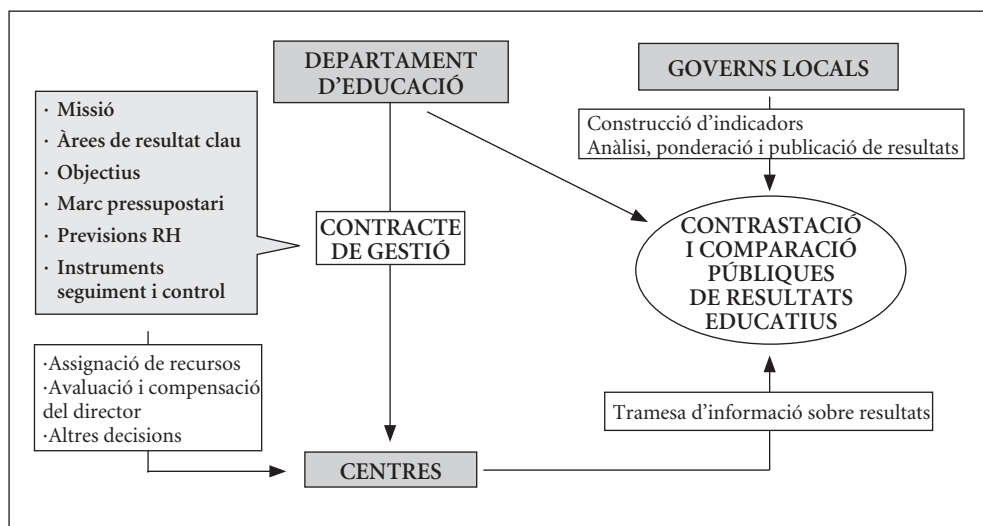 DEPARTAMENT
D’EDUCACIÓ
GOVERNS LOCALS
· Missió
· Àrees de resultat clau
· Objectius
· Marc pressupostari
· Previsions RH
· Instruments
seguiment i control
Construcció d’indicadors
Anàlisi, ponderació i publicació de resultats
CONTRACTE
DE GESTIÓ
CONTRASTACIÓ
I COMPARACIÓ
PÚBLIQUES
DE RESULTATS
EDUCATIUS
·Assignació de recursos
·Avaluació i compensació
del director
·Altres decisions
Tramesa d’informació sobre resultats
CENTRES